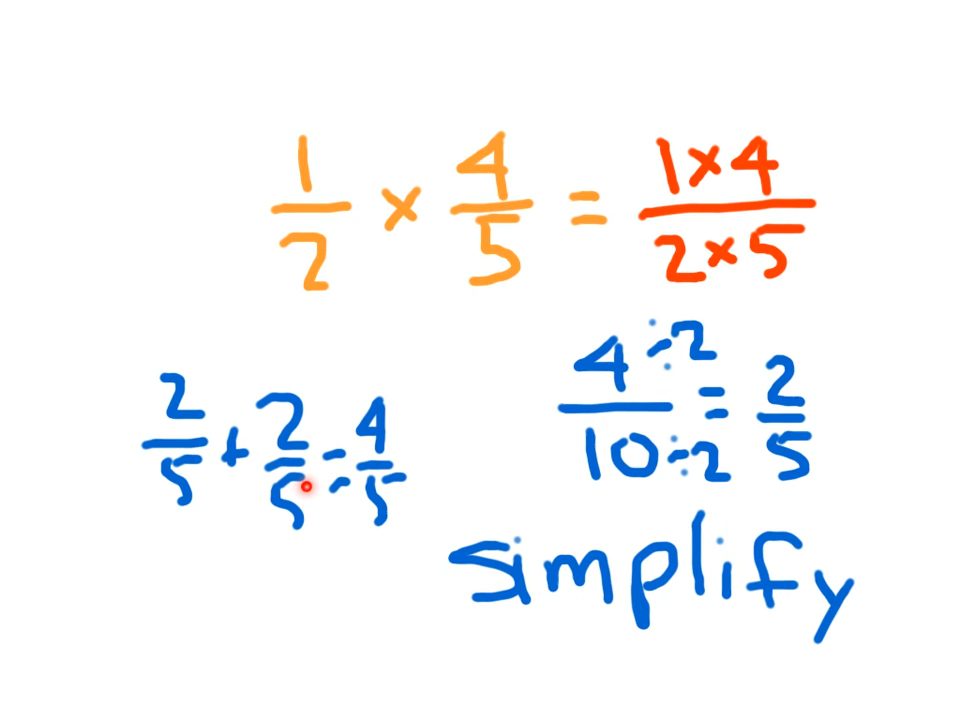 1/2 × 4/5 = 1×4/2×5
4÷2/10÷2 = 2/5
2/5 + 2/5 = 4/5
simplify